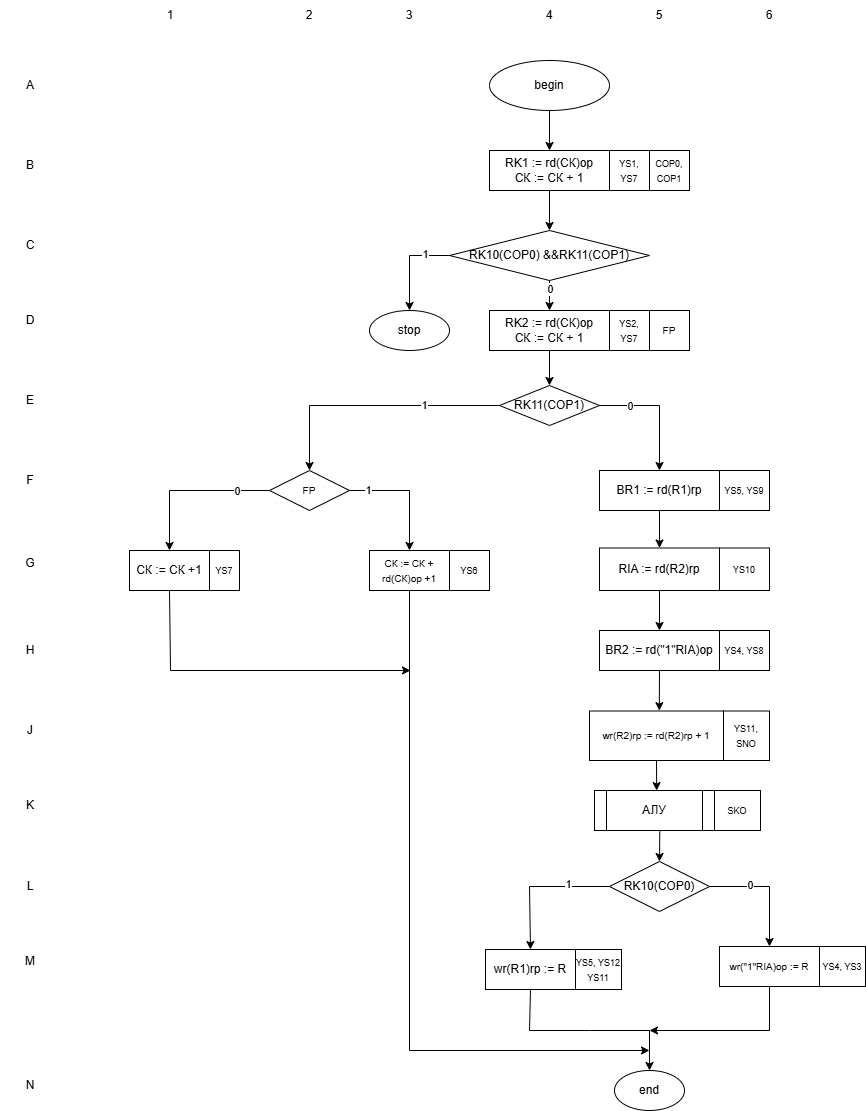 1 2 3 4 5 6
A
begin
B
RK1 := rd(CK)op
CK := CK + 1
YS1,
YS7
COP0,
COP1
C
1
RK10(COP0) &&RK11(COP1)
0
D
stop
RK2 := rd(CK)op
CK := CK + 1
YS2,
YS7
FP
E
1
RK11(COP1)
0
F
0
FP
1
BR1 := rd(R1)rp
YS5, YS9
G
CK := CK +1
YS7
CK := CK +
rd(CK)op +1
YS6
RIA := rd(R2)rp
YS10
H
BR2 := rd("1"RIA)op
YS4, YS8
J
wr(R2)rp := rd(R2)rp + 1
YS11,
SNO
K
АЛУ
SKO
L
1
RK10(COP0)
0
M
wr(R1)rp := R
YS5, YS12
YS11
wr("1"RIA)op := R
YS4, YS3
N
end